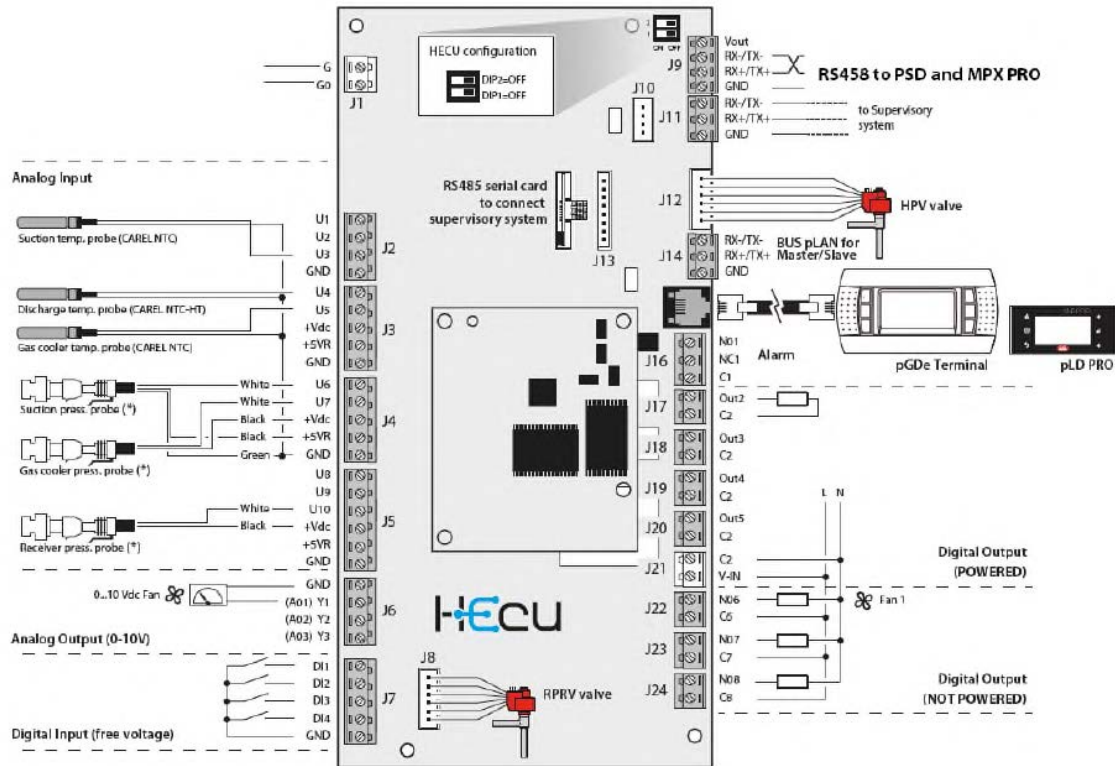 HECU configuration
DIP2=OFF
DIP1=OFF
ON OFF
G
G0
J1
Analog Input
U1
U2
U3
GND
J2
Suction temp. probe (CAREL NTC)
U4
U5
+Vdc
+5VR
GND
J3
Discharge temp. probe (CAREL NTC-HT)
Gas cooler temp. probe (CAREL NTC)
White
White
Black
Black
Green
U6
U7
+Vdc
+5VR
GND
J4
Suction press. probe (*)
Gas cooler press. probe (*)
U8
U9
U10
+Vdc
+5VR
GND
J5
White
Black
Receiver press. probe (*)
0...10 Vdc Fan
GND
(A01) Y1
(A02) Y2
(A03) Y3
J6
Analog Output (0-10V)
DI1
DI2
DI3
DI4
GND
J7
Digital Input (free voltage)
HECU
J8
RPRV valve
RS485 serial card
to connect
supervisory system
J13
J10
J9
Vout
RX-/TX-
RX+/TX+
GND
RS458 to PSD and MPX PRO
J11
RX-/TX-
RX+/TX+
GND
to Supervisory
system
J12
HPV valve
J14
RX-/TX-
RX+/TX+
GND
BUS pLAN for
Master/Slave
pGDe Terminal
pLD PRO
J16
N01
NC1
C1
Alarm
J17
Out2
C2
J18
Out3
C2
J19
Out4
C2
J20
Out5
C2
J21
C2
V-IN
L N
Digital Output
(POWERED)
J22
N06
C6
Fan 1
J23
N07
C7
J24
N08
C8
Digital Output
(NOT POWERED)